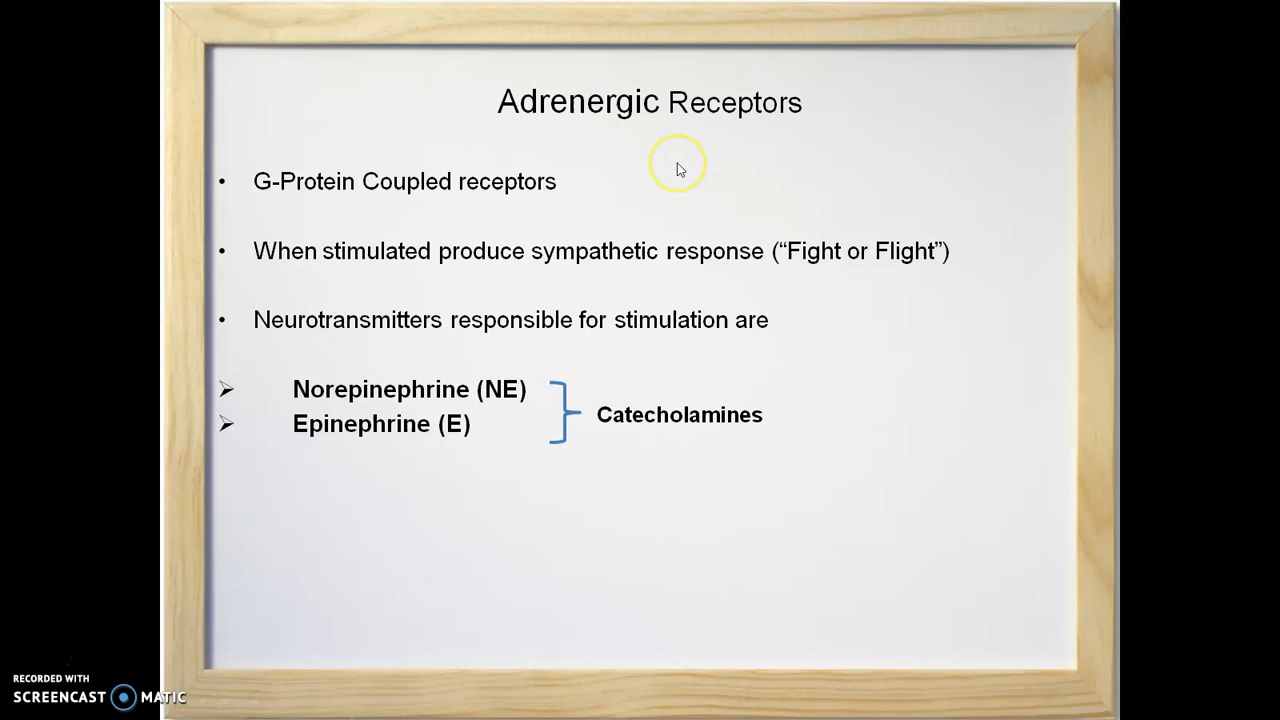 Adrenergic Receptors
• G-Protein Coupled receptors
• When stimulated produce sympathetic response (“Fight or Flight”)
• Neurotransmitters responsible for stimulation are
➢ Norepinephrine (NE)
➢ Epinephrine (E)
Catecholamines
RECORDED WITH
SCREENCAST MATIC